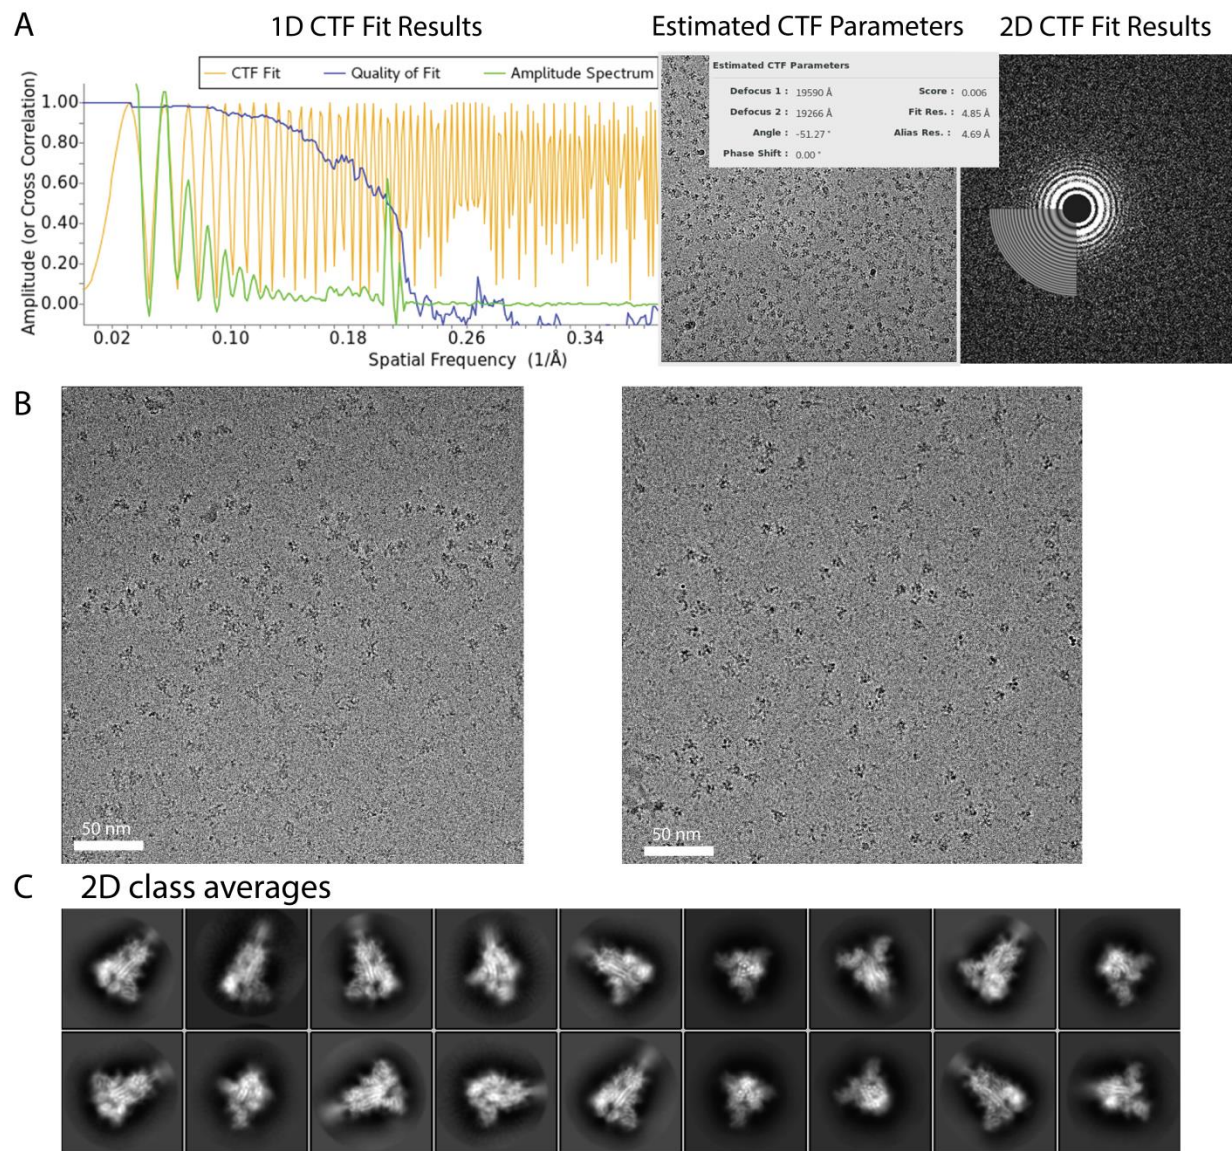 A
1D CTF Fit Results
Estimated CTF Parameters
2D CTF Fit Results
CTF Fit
Quality of Fit
Amplitude Spectrum
Amplitude (or Cross Correlation)
1.00
0.80
0.60
0.40
0.20
0.00
0.02
0.10
0.18
0.26
0.34
Spatial Frequency (1/Å)
Estimated CTF Parameters
Defocus 1 : 19590 Å Score : 0.006
Defocus 2 : 19266 Å Fit Res. : 4.85 Å
Angle : -51.27 ° Alias Res. : 4.69 Å
Phase Shift : 0.00 °
B
50 nm
50 nm
C 2D class averages